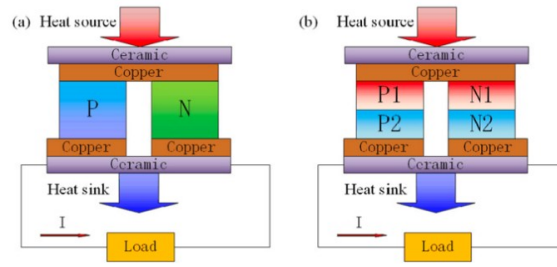 (a) Heat source
Ceramic
Copper
P N
Copper Copper
Ceramic
Heat sink
I
Load
(b) Heat source
Ceramic
Copper
P1 N1
P2 N2
Copper Copper
Ceramic
Heat sink
I
Load